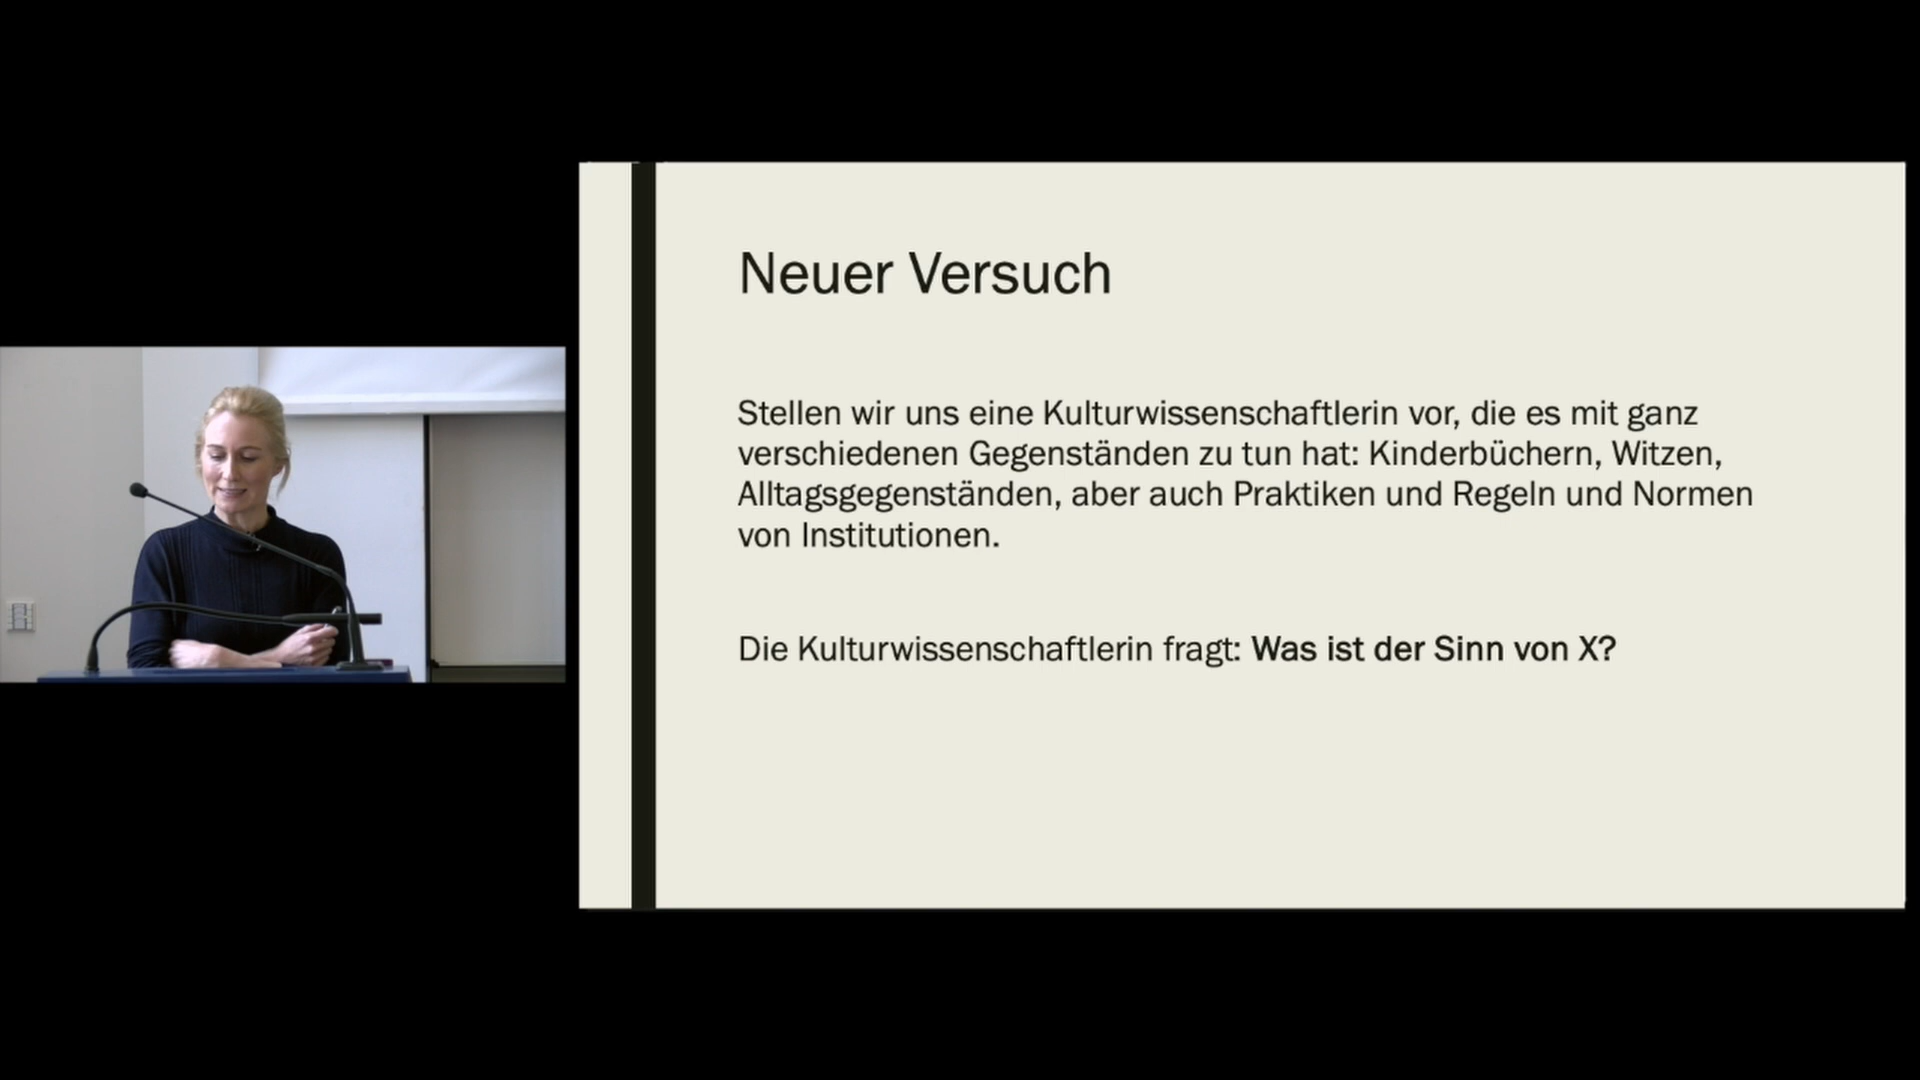 Neuer Versuch
Stellen wir uns eine Kulturwissenschaftlerin vor, die es mit ganz
verschiedenen Gegenständen zu tun hat: Kinderbüchern, Witzen,
Alltagsgegenständen, aber auch Praktiken und Regeln und Normen
von Institutionen.
Die Kulturwissenschaftlerin fragt: Was ist der Sinn von X?